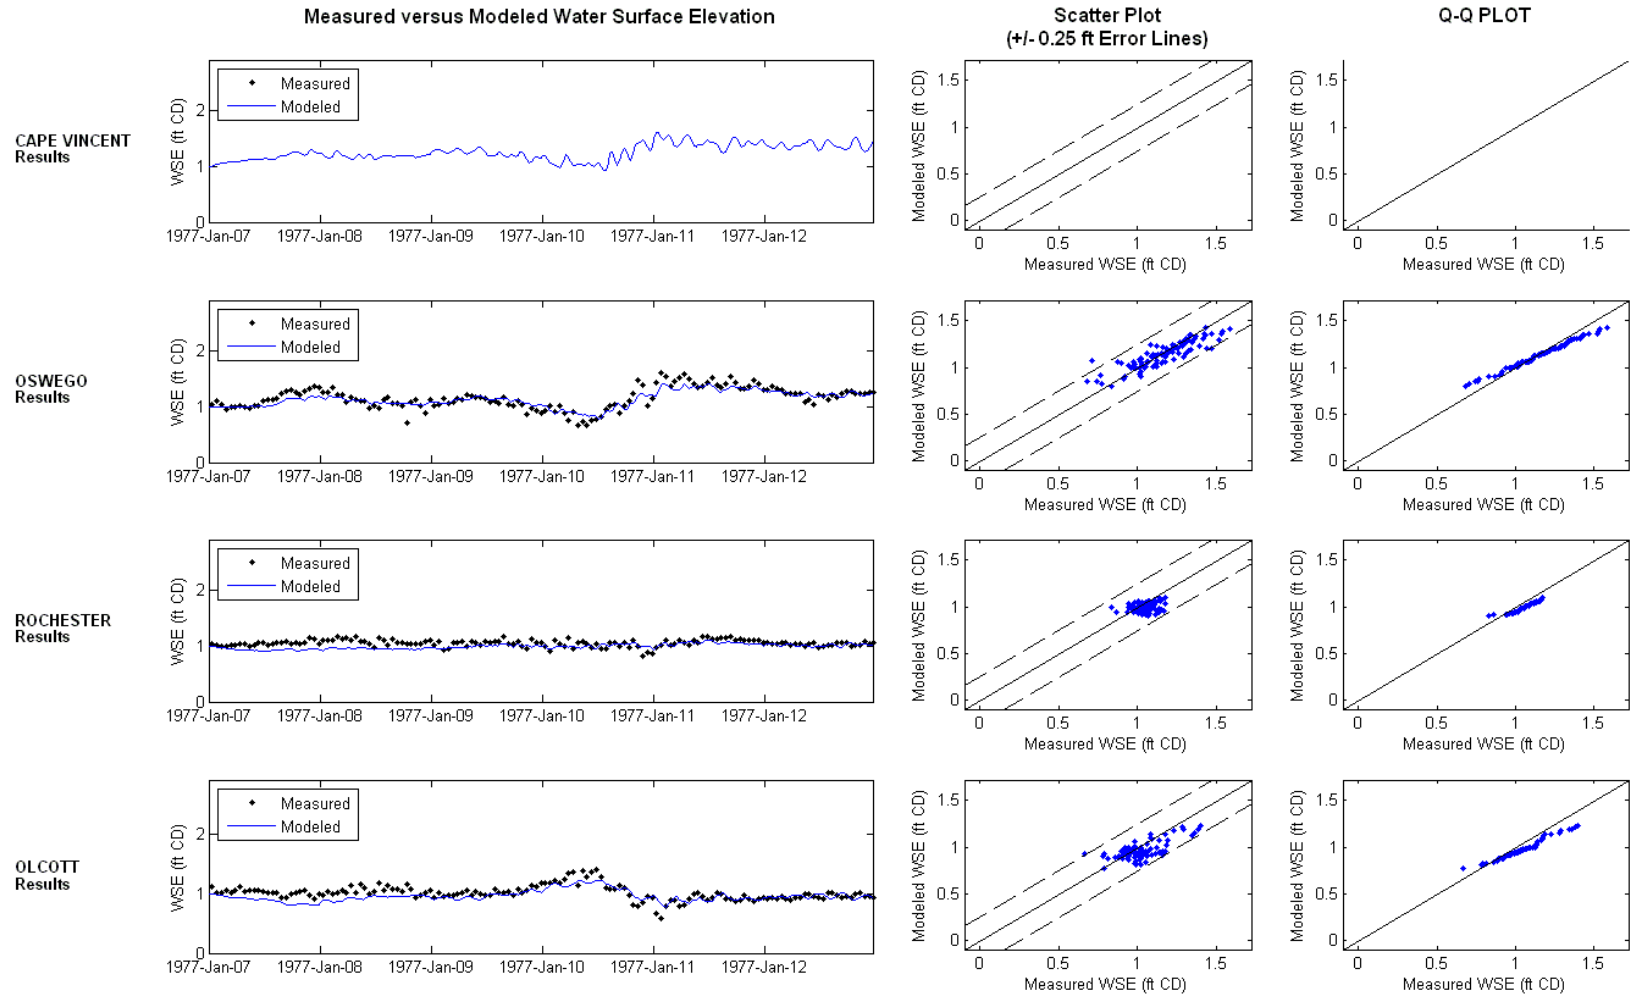 Measured versus Modeled Water Surface Elevation
Scatter Plot
(+/- 0.25 ft Error Lines)
Q-Q PLOT
CAPE VINCENT
Results
Measured
Modeled
WSE (ft CD)
2
1
0
1977-Jan-07 1977-Jan-08 1977-Jan-09 1977-Jan-10 1977-Jan-11 1977-Jan-12
Modeled WSE (ft CD)
1.5
1
0.5
0
0 0.5 1 1.5
Measured WSE (ft CD)
Modeled WSE (ft CD)
1.5
1
0.5
0
0 0.5 1 1.5
Measured WSE (ft CD)
OSWEGO
Results
Measured
Modeled
WSE (ft CD)
2
1
0
1977-Jan-07 1977-Jan-08 1977-Jan-09 1977-Jan-10 1977-Jan-11 1977-Jan-12
Modeled WSE (ft CD)
1.5
1
0.5
0
0 0.5 1 1.5
Measured WSE (ft CD)
Modeled WSE (ft CD)
1.5
1
0.5
0
0 0.5 1 1.5
Measured WSE (ft CD)
ROCHESTER
Results
Measured
Modeled
WSE (ft CD)
2
1
0
1977-Jan-07 1977-Jan-08 1977-Jan-09 1977-Jan-10 1977-Jan-11 1977-Jan-12
Modeled WSE (ft CD)
1.5
1
0.5
0
0 0.5 1 1.5
Measured WSE (ft CD)
Modeled WSE (ft CD)
1.5
1
0.5
0
0 0.5 1 1.5
Measured WSE (ft CD)
OLCOTT
Results
Measured
Modeled
WSE (ft CD)
2
1
0
1977-Jan-07 1977-Jan-08 1977-Jan-09 1977-Jan-10 1977-Jan-11 1977-Jan-12
Modeled WSE (ft CD)
1.5
1
0.5
0
0 0.5 1 1.5
Measured WSE (ft CD)
Modeled WSE (ft CD)
1.5
1
0.5
0
0 0.5 1 1.5
Measured WSE (ft CD)